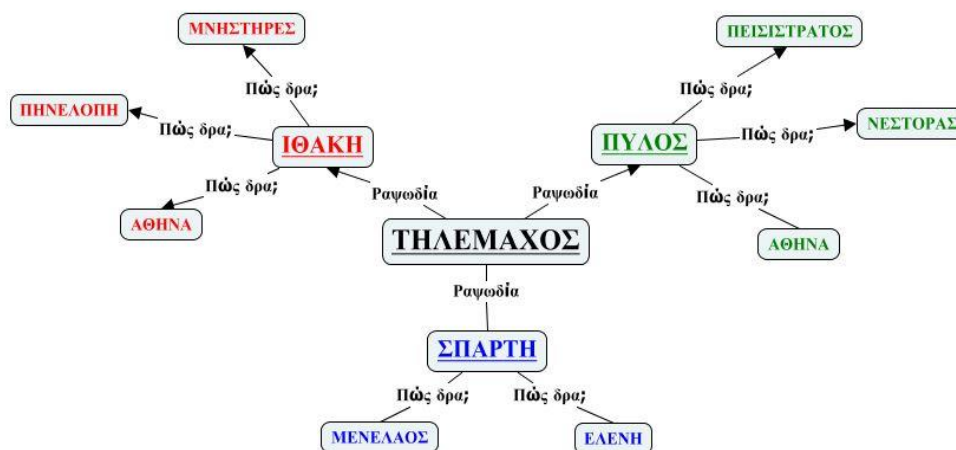 ΜΝΗΣΤΗΡΕΣ
ΠΕΙΣΙΣΤΡΑΤΟΣ
Πώς δρα;
Πώς δρα;
ΠΗΝΕΛΟΠΗ
Πώς δρα;
ΙΘΑΚΗ
ΠΥΛΟΣ
Πώς δρα;
ΝΕΣΤΟΡΑΣ
Πώς δρα;
Ραψωδία
Ραψωδία
Πώς δρα;
ΑΘΗΝΑ
ΤΗΛΕΜΑΧΟΣ
ΑΘΗΝΑ
Ραψωδία
ΣΠΑΡΤΗ
Πώς δρα;
Πώς δρα;
ΜΕΝΕΛΑΟΣ
ΕΛΕΝΗ